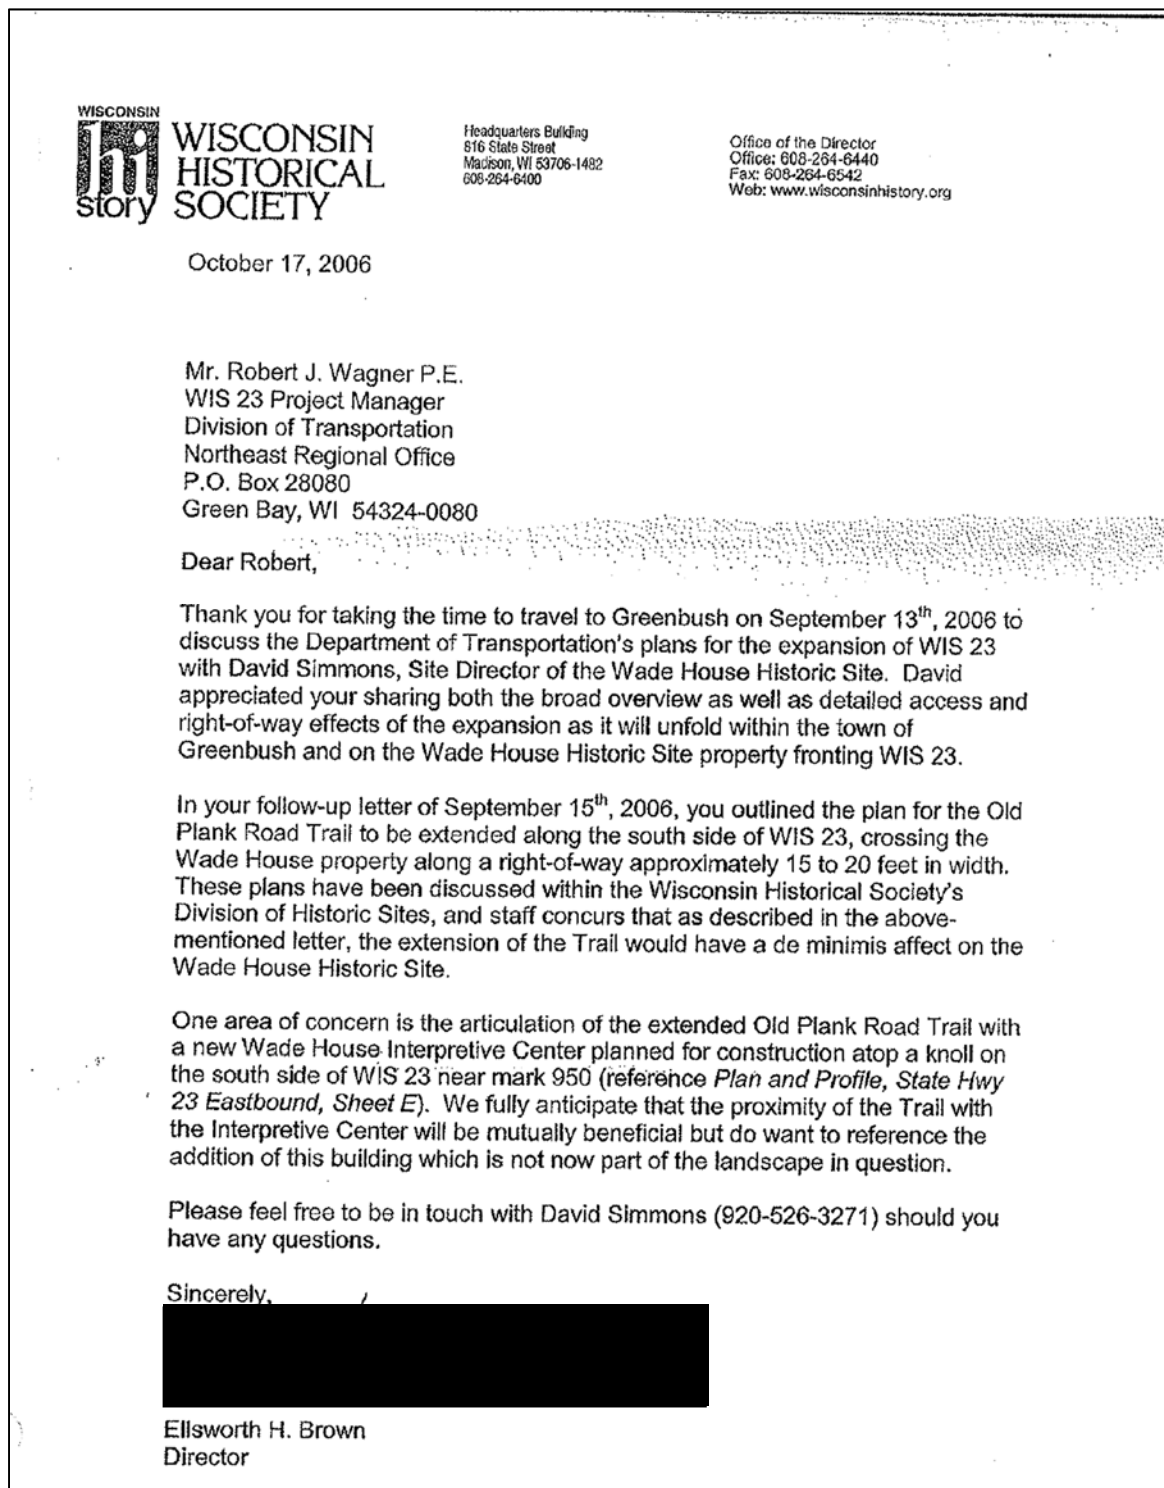 WISCONSIN
hi
story
WISCONSIN
HISTORICAL
SOCIETY
Headquarters Building
816 State Street
Madison, WI 53706-1482
608-264-6400
Office of the Director
Office: 608-264-6440
Fax: 608-264-6542
Web: www.wisconsinhistory.org
October 17, 2006
Mr. Robert J. Wagner P.E.
WIS 23 Project Manager
Division of Transportation
Northeast Regional Office
P.O. Box 28080
Green Bay, WI 54324-0080
Dear Robert,
Thank you for taking the time to travel to Greenbush on September 13th, 2006 to
discuss the Department of Transportation's plans for the expansion of WIS 23
with David Simmons, Site Director of the Wade House Historic Site. David
appreciated your sharing both the broad overview as well as detailed access and
right-of-way effects of the expansion as it will unfold within the town of
Greenbush and on the Wade House Historic Site property fronting WIS 23.
In your follow-up letter of September 15th, 2006, you outlined the plan for the Old
Plank Road Trail to be extended along the south side of WIS 23, crossing the
Wade House property along a right-of-way approximately 15 to 20 feet in width.
These plans have been discussed within the Wisconsin Historical Society's
Division of Historic Sites, and staff concurs that as described in the above-
mentioned letter, the extension of the Trail would have a de minimis affect on the
Wade House Historic Site.
One area of concern is the articulation of the extended Old Plank Road Trail with
a new Wade House Interpretive Center planned for construction atop a knoll on
the south side of WIS 23 near mark 950 (reference Plan and Profile, State Hwy
23 Eastbound, Sheet E). We fully anticipate that the proximity of the Trail with
the Interpretive Center will be mutually beneficial but do want to reference the
addition of this building which is not now part of the landscape in question.
Please feel free to be in touch with David Simmons (920-526-3271) should you
have any questions.
Sincerely,
Ellsworth H. Brown
Director